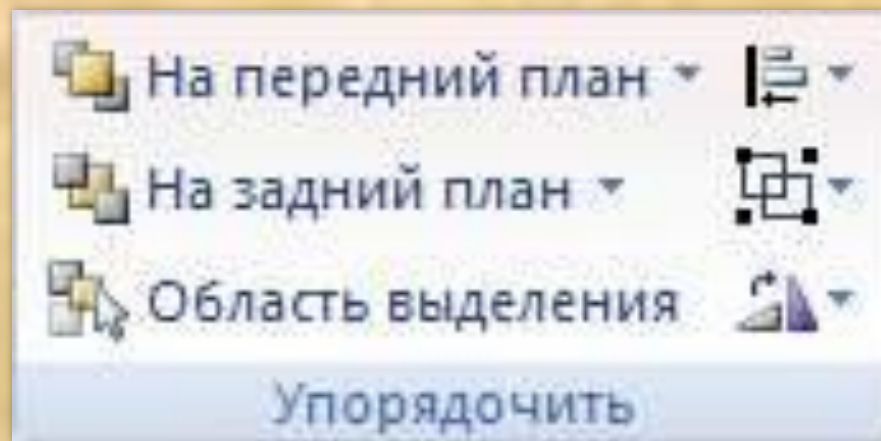 На передний план
На задний план
Область выделения
Упорядочить